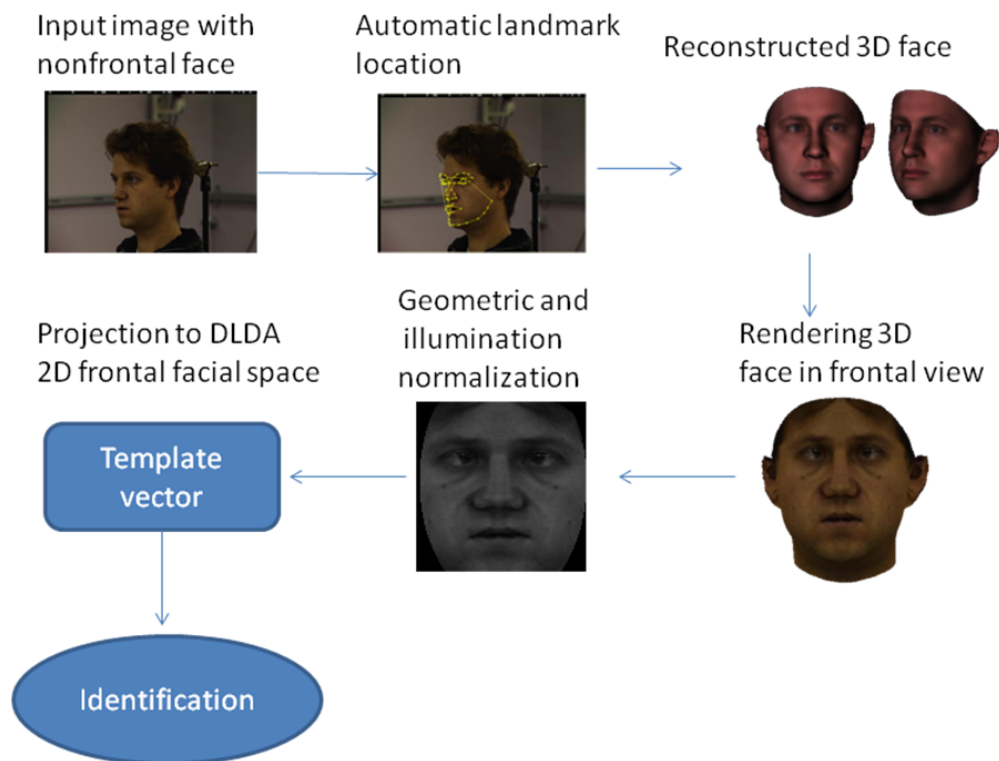 Input image with
nonfrontal face
Automatic landmark
location
Reconstructed 3D face
Rendering 3D
face in frontal view
Geometric and
illumination
normalization
Projection to DLDA
2D frontal facial space
Template
vector
Identification